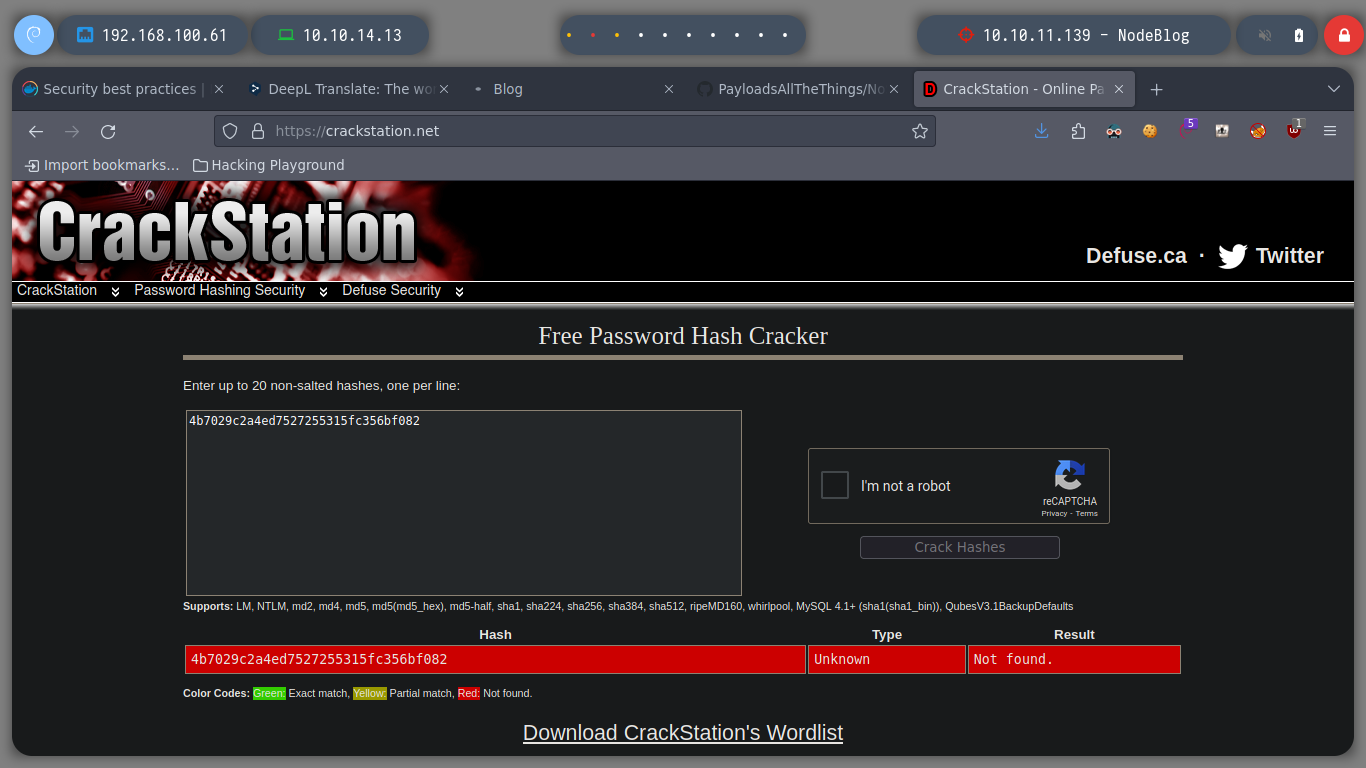 192.168.100.61
10.10.14.13
10.10.11.139 - NodeBlog
Security best practices |
DeepL Translate: The wo
Blog
PayloadsAllTheThings/No
CrackStation - Online Pa
https://crackstation.net
5
1
Import bookmarks...
Hacking Playground
CrackStation
Defuse.ca · Twitter
CrackStation
Password Hashing Security
Defuse Security
Free Password Hash Cracker
Enter up to 20 non-salted hashes, one per line:
4b7029c2a4ed7527255315fc356bf082
I'm not a robot
reCAPTCHA
Privacy - Terms
Crack Hashes
Supports: LM, NTLM, md2, md4, md5, md5(md5_hex), md5-half, sha1, sha224, sha256, sha384, sha512, ripeMD160, whirlpool, MySQL 4.1+ (sha1(sha1_bin)), QubesV3.1BackupDefaults
Hash Type Result
4b7029c2a4ed7527255315fc356bf082 Unknown Not found.
Color Codes: Green: Exact match, Yellow: Partial match, Red: Not found.
Download CrackStation's Wordlist